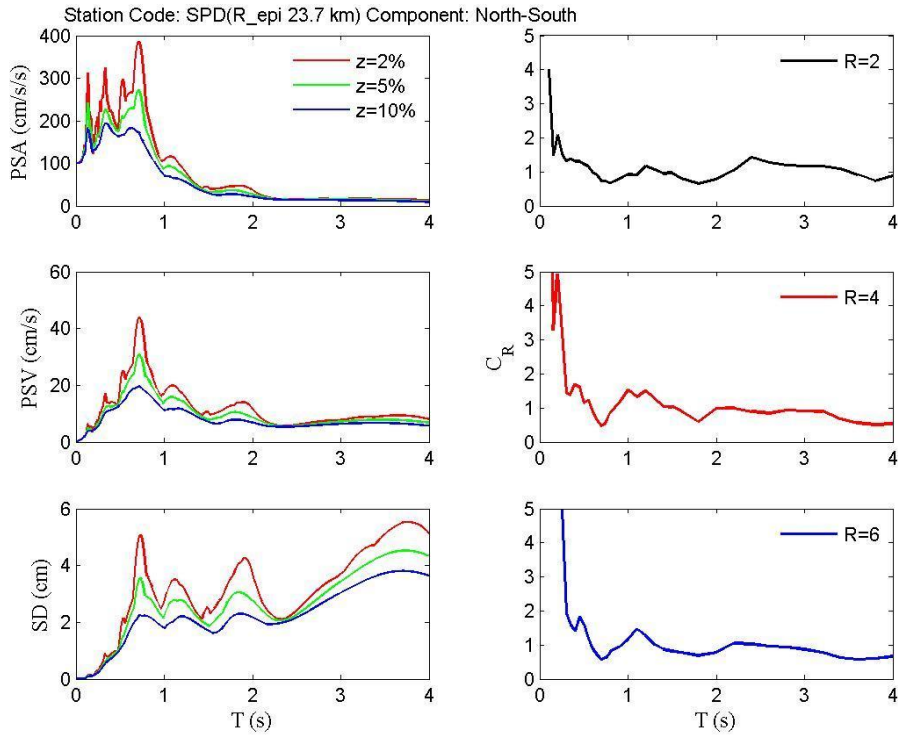 Station Code: SPD(R_epi 23.7 km) Component: North-South
400
300
200
100
0
PSA (cm/s/s)
z=2%
z=5%
z=10%
0 1 2 3 4
5
4
3
2
1
0
R=2
0 1 2 3 4
60
40
20
0
PSV (cm/s)
0 1 2 3 4
5
4
3
2
1
0
C_R
R=4
0 1 2 3 4
6
4
2
0
SD (cm)
0 1 2 3 4
T (s)
5
4
3
2
1
0
R=6
0 1 2 3 4
T (s)